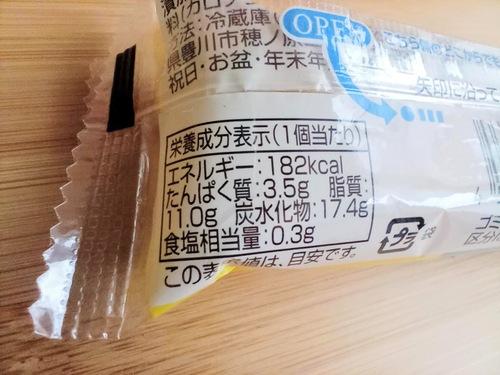 料(カロテ
方法:冷蔵庫(
県豊川市穂ノ原
祝日・お盆・年末年
OPEN
こちら側のどこからでも
矢印に沿って
栄養成分表示(1個当たり)
エネルギー:182kcal
たんぱく質:3.5g 脂質:
11.0g 炭水化物:17.4g
食塩相当量:0.3g
この表 値は、目安です。
プラ 袋
ゴミ
区分